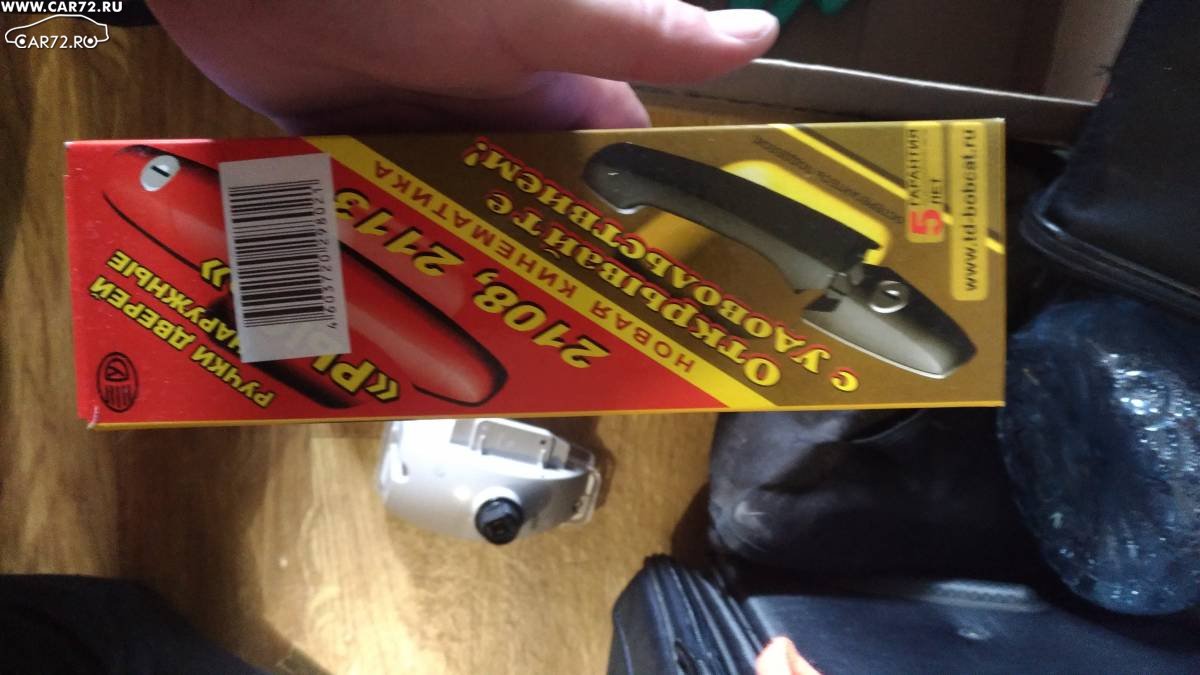 WWW.CAR72.RU
CAR72.RU
РУЧКИ ДВЕРЕЙ
НАРУЖНЫЕ
2108, 2113
НОВАЯ КИНЕМАТИКА
Открывайте
с удовольствием!
4603720298021
ГАРАНТИЯ
5 ЛЕТ
www.td-bobcat.ru